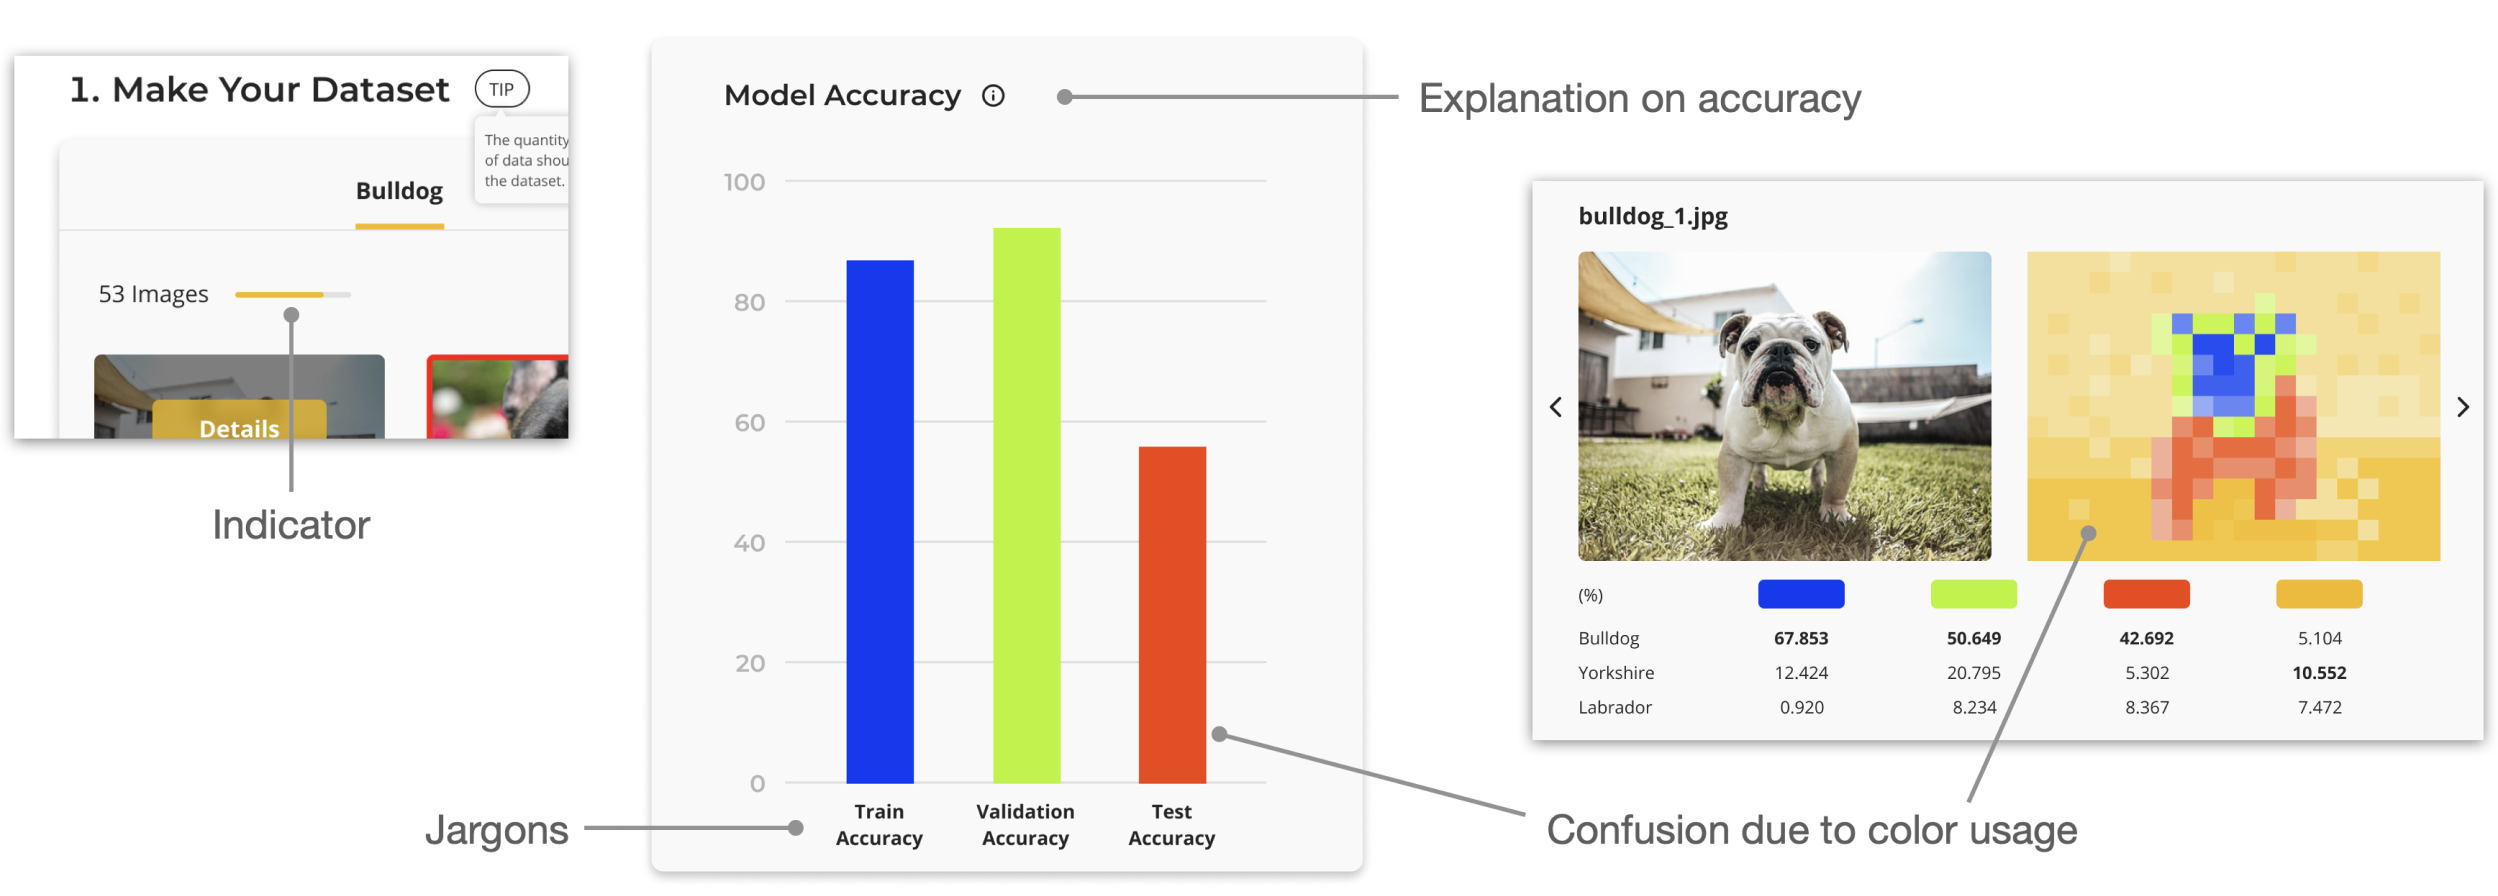 1. Make Your Dataset
TIP
The quantity
of data shou
the dataset.
Bulldog
53 Images
Details
Indicator
Model Accuracy
Explanation on accuracy
100
80
60
40
20
0
Train
Accuracy
Validation
Accuracy
Test
Accuracy
Jargons
bulldog_1.jpg
(%)
Bulldog 67.853 50.649 42.692 5.104
Yorkshire 12.424 20.795 5.302 10.552
Labrador 0.920 8.234 8.367 7.472
Confusion due to color usage